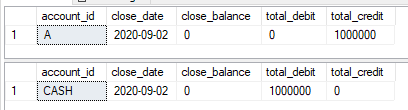 account_id close_date close_balance total_debit total_credit
1 A 2020-09-02 0 0 1000000
account_id close_date close_balance total_debit total_credit
1 CASH 2020-09-02 0 1000000 0